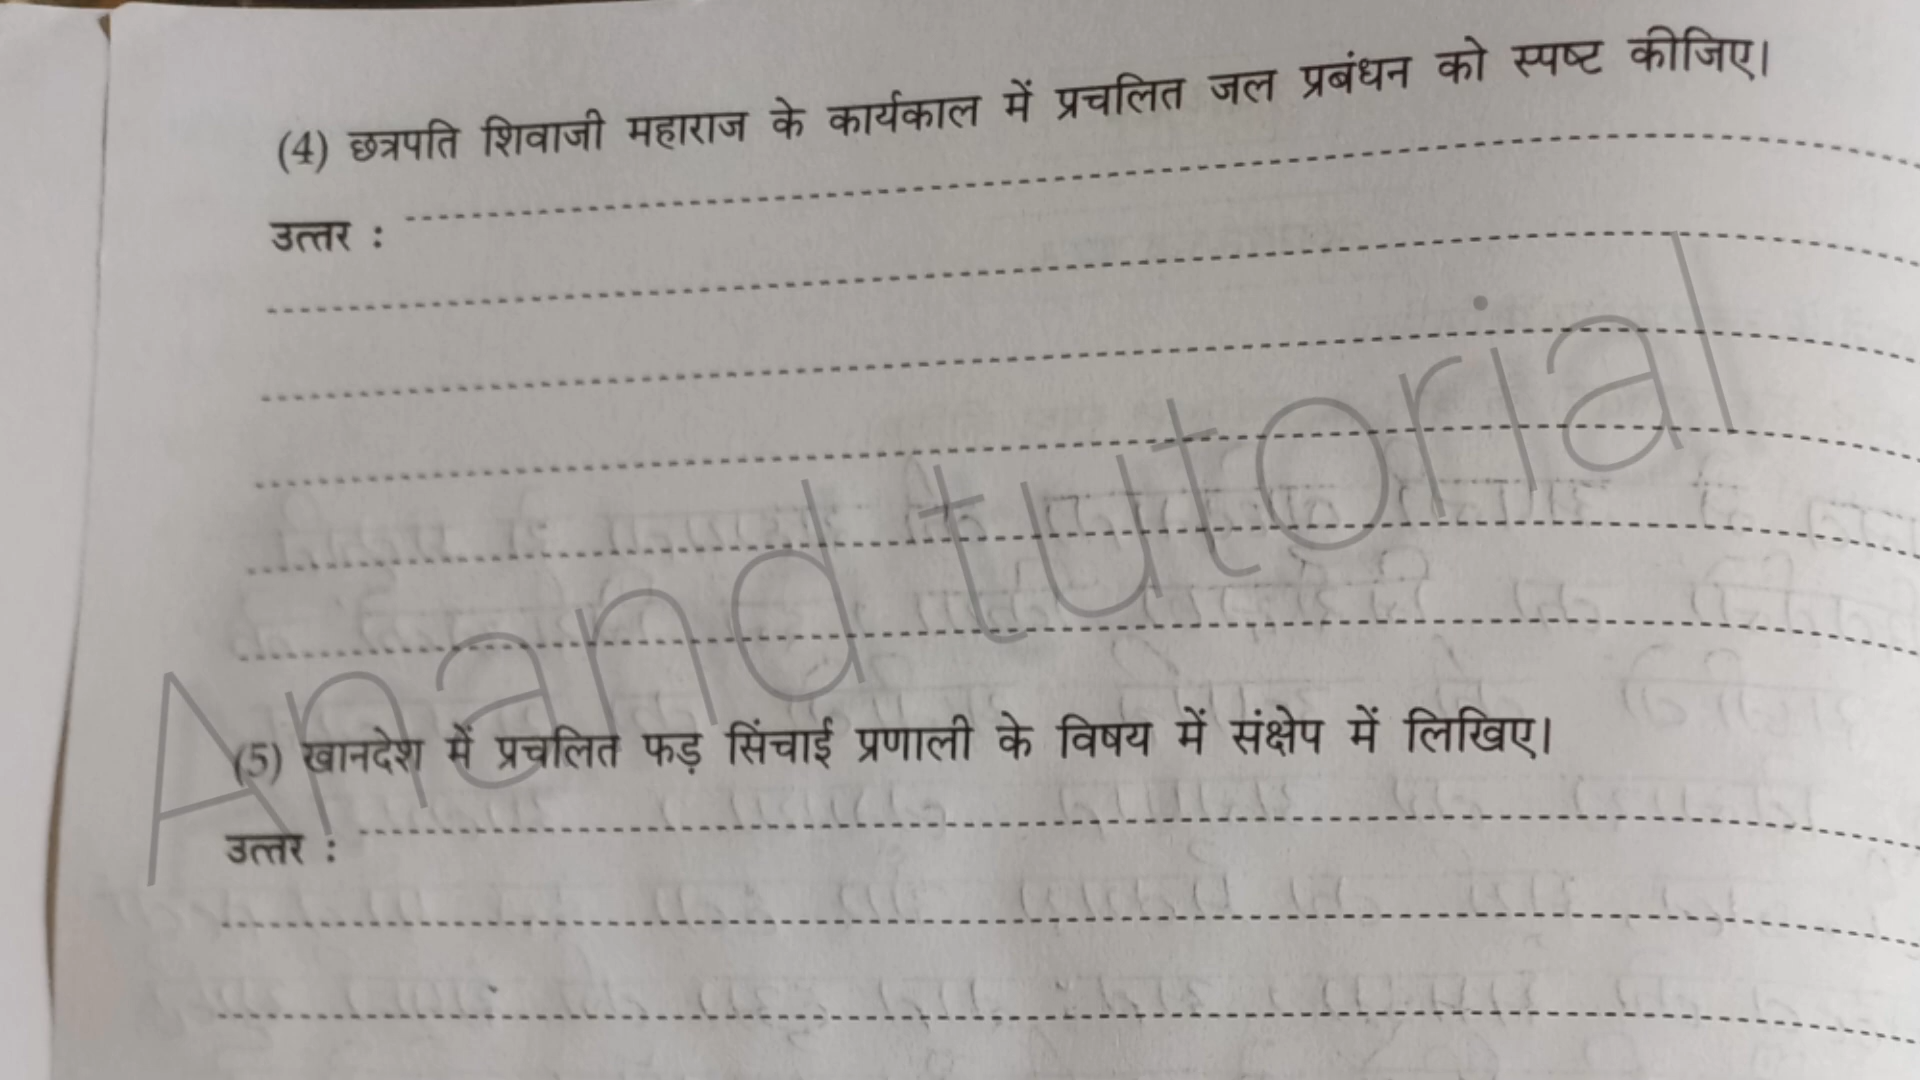 (4) छत्रपति शिवाजी महाराज के कार्यकाल में प्रचलित जल प्रबंधन को स्पष्ट कीजिए।
उत्तर :
Anand tutorial
(5) खानदेश में प्रचलित फड़ सिंचाई प्रणाली के विषय में संक्षेप में लिखिए।
उत्तर :